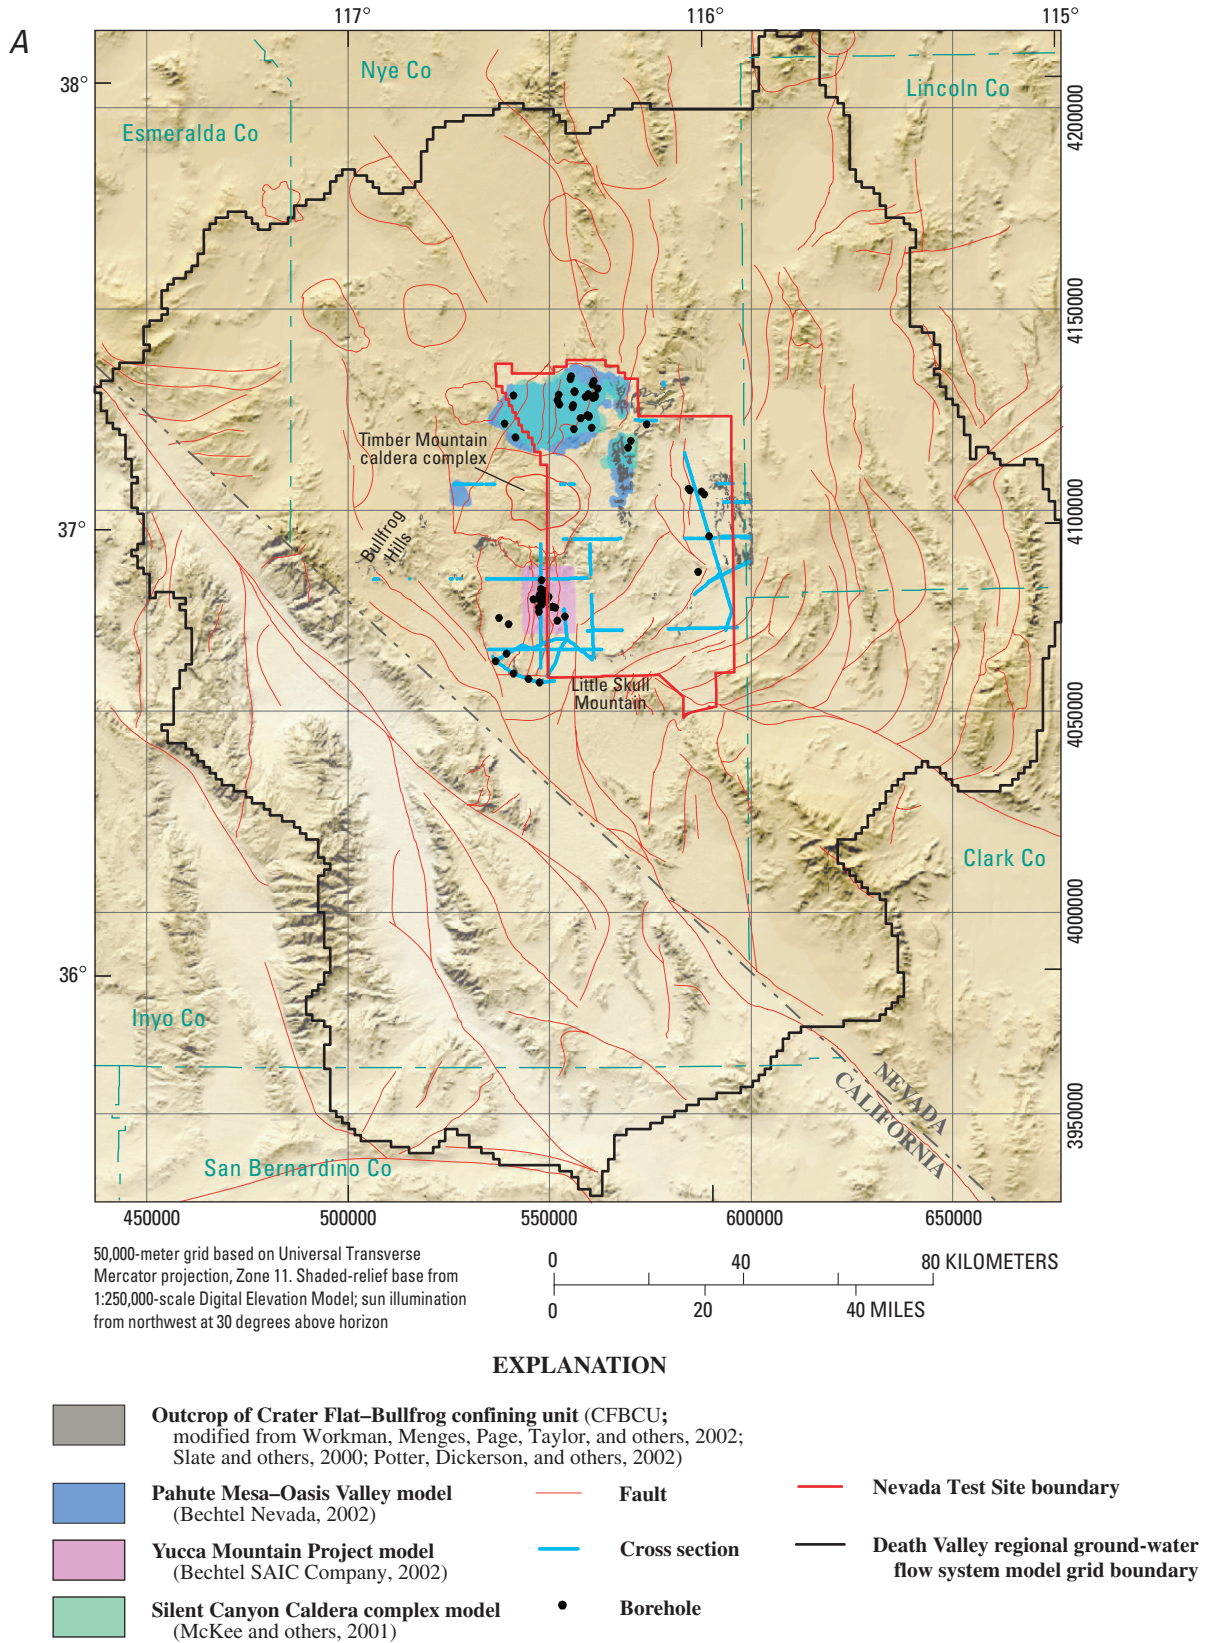 A
117°
116°
115°
38°
37°
36°
Nye Co
Lincoln Co
Esmeralda Co
4200000
4150000
4100000
4050000
4000000
3950000
Timber Mountain
caldera complex
Bullfrog
Hills
Little Skull
Mountain
Clark Co
Inyo Co
San Bernardino Co
NEVADA
CALIFORNIA
450000
500000
550000
600000
650000
50,000-meter grid based on Universal Transverse
Mercator projection, Zone 11. Shaded-relief base from
1:250,000-scale Digital Elevation Model; sun illumination
from northwest at 30 degrees above horizon
0 40 80 KILOMETERS
0 20 40 MILES
EXPLANATION
Outcrop of Crater Flat–Bullfrog confining unit (CFBCU;
modified from Workman, Menges, Page, Taylor, and others, 2002;
Slate and others, 2000; Potter, Dickerson, and others, 2002)
Pahute Mesa–Oasis Valley model
(Bechtel Nevada, 2002)
Yucca Mountain Project model
(Bechtel SAIC Company, 2002)
Silent Canyon Caldera complex model
(McKee and others, 2001)
Fault
Cross section
Borehole
Nevada Test Site boundary
Death Valley regional ground-water
flow system model grid boundary